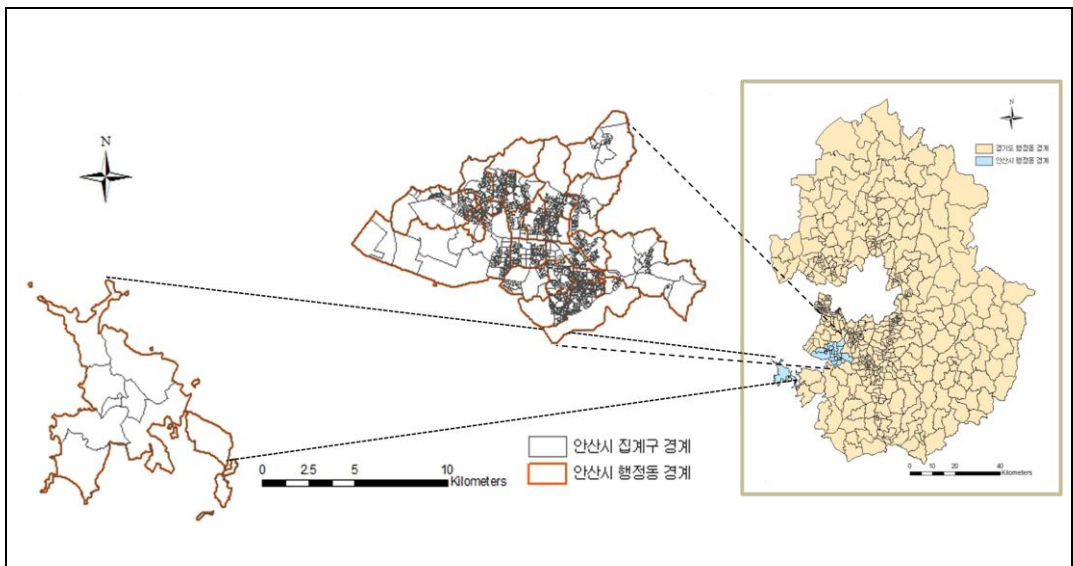 N
N
경기도 행정동 경계
안산시 행정동 경계
안산시 집계구 경계
안산시 행정동 경계
0 2.5 5 10
Kilometers
0 5 10 20 40
Kilometers